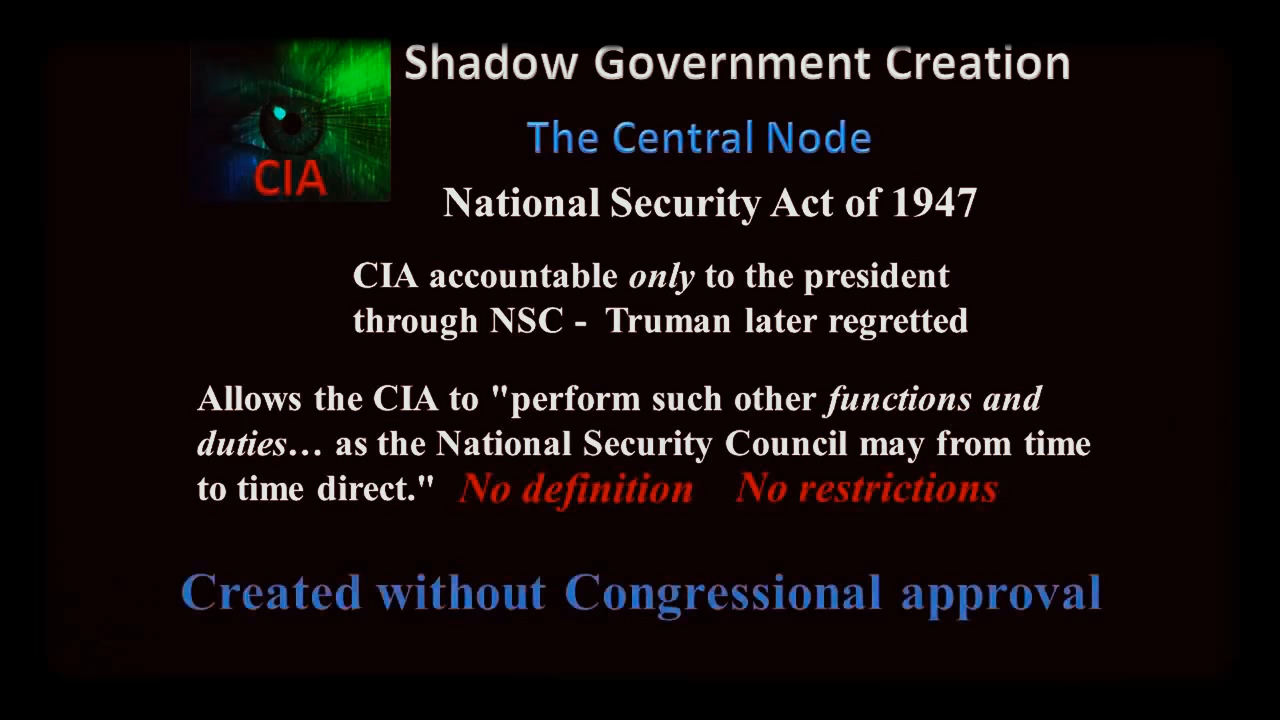 Shadow Government Creation
The Central Node
CIA
National Security Act of 1947
CIA accountable only to the president
through NSC - Truman later regretted
Allows the CIA to "perform such other functions and
duties… as the National Security Council may from time
to time direct." No definition No restrictions
Created without Congressional approval